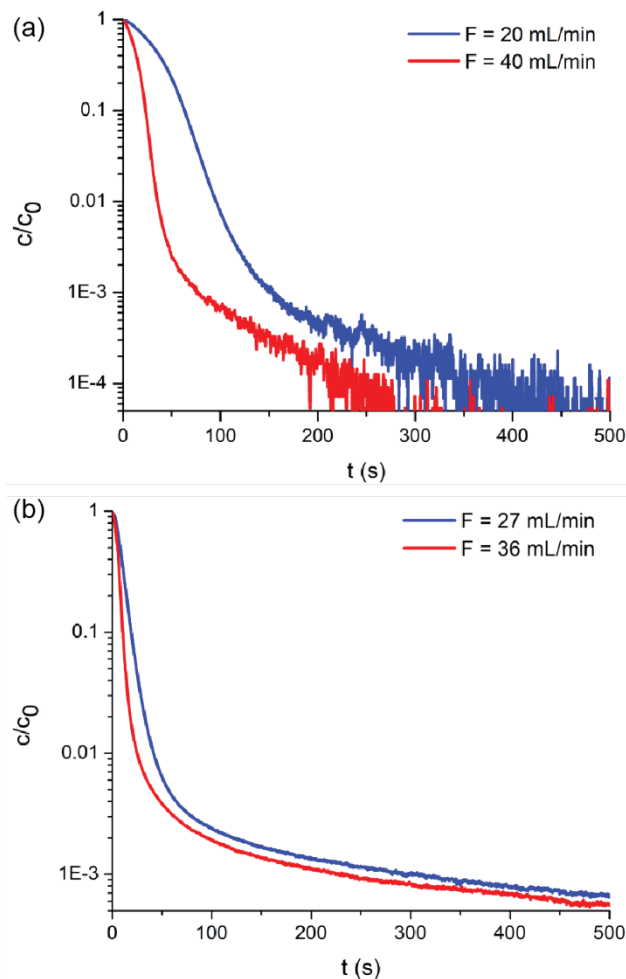 (a)
F = 20 mL/min
F = 40 mL/min
1
0.1
0.01
1E-3
1E-4
c/c0
0 100 200 300 400 500
t (s)
(b)
F = 27 mL/min
F = 36 mL/min
1
0.1
0.01
1E-3
c/c0
0 100 200 300 400 500
t (s)